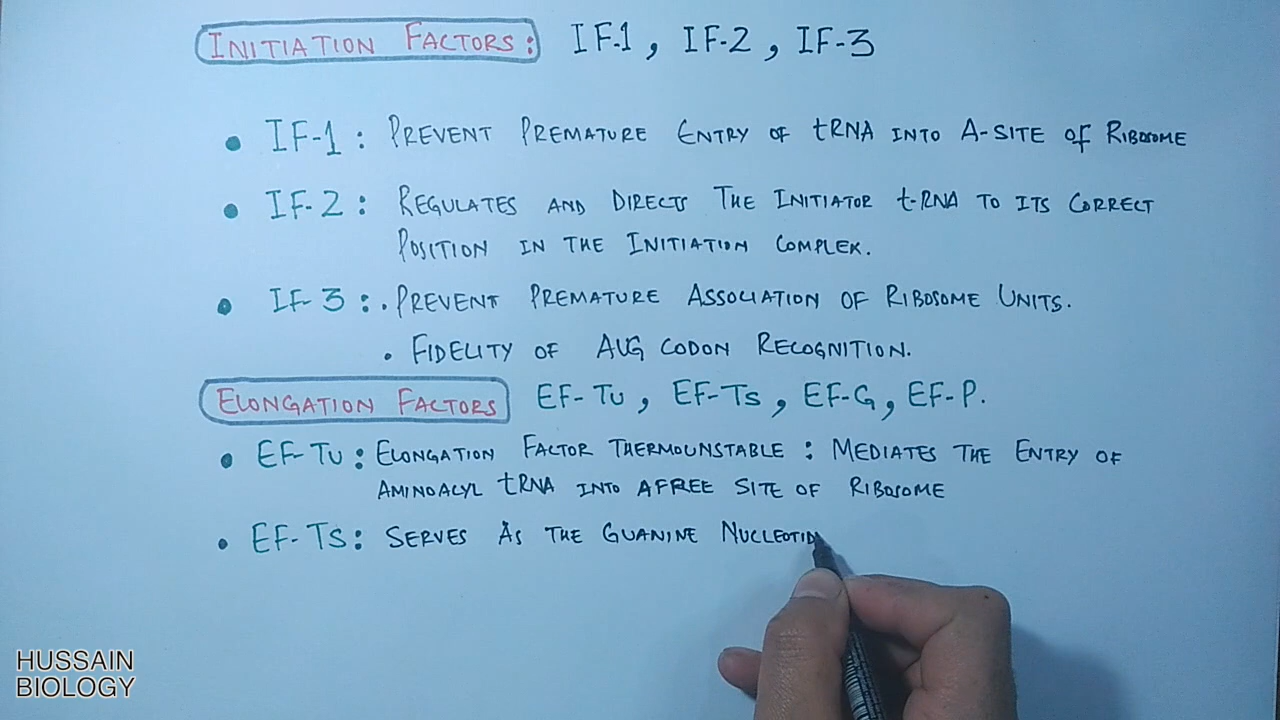 INITIATION FACTORS: IF-1, IF-2, IF-3
• IF-1: PREVENT PREMATURE ENTRY OF tRNA INTO A-SITE OF RIBOSOME
• IF-2: REGULATES AND DIRECTS THE INITIATOR t-RNA TO ITS CORRECT
POSITION IN THE INITIATION COMPLEX.
• IF-3: . PREVENT PREMATURE ASSOCIATION OF RIBOSOME UNITS.
. FIDELITY OF AUG CODON RECOGNITION.
ELONGATION FACTORS EF-Tu, EF-Ts, EF-G, EF-P.
• EF-Tu: ELONGATION FACTOR THERMOUNSTABLE: MEDIATES THE ENTRY OF
AMINOACYL tRNA INTO A FREE SITE OF RIBOSOME
• EF-Ts: SERVES AS THE GUANINE NUCLEOTID
HUSSAIN
BIOLOGY